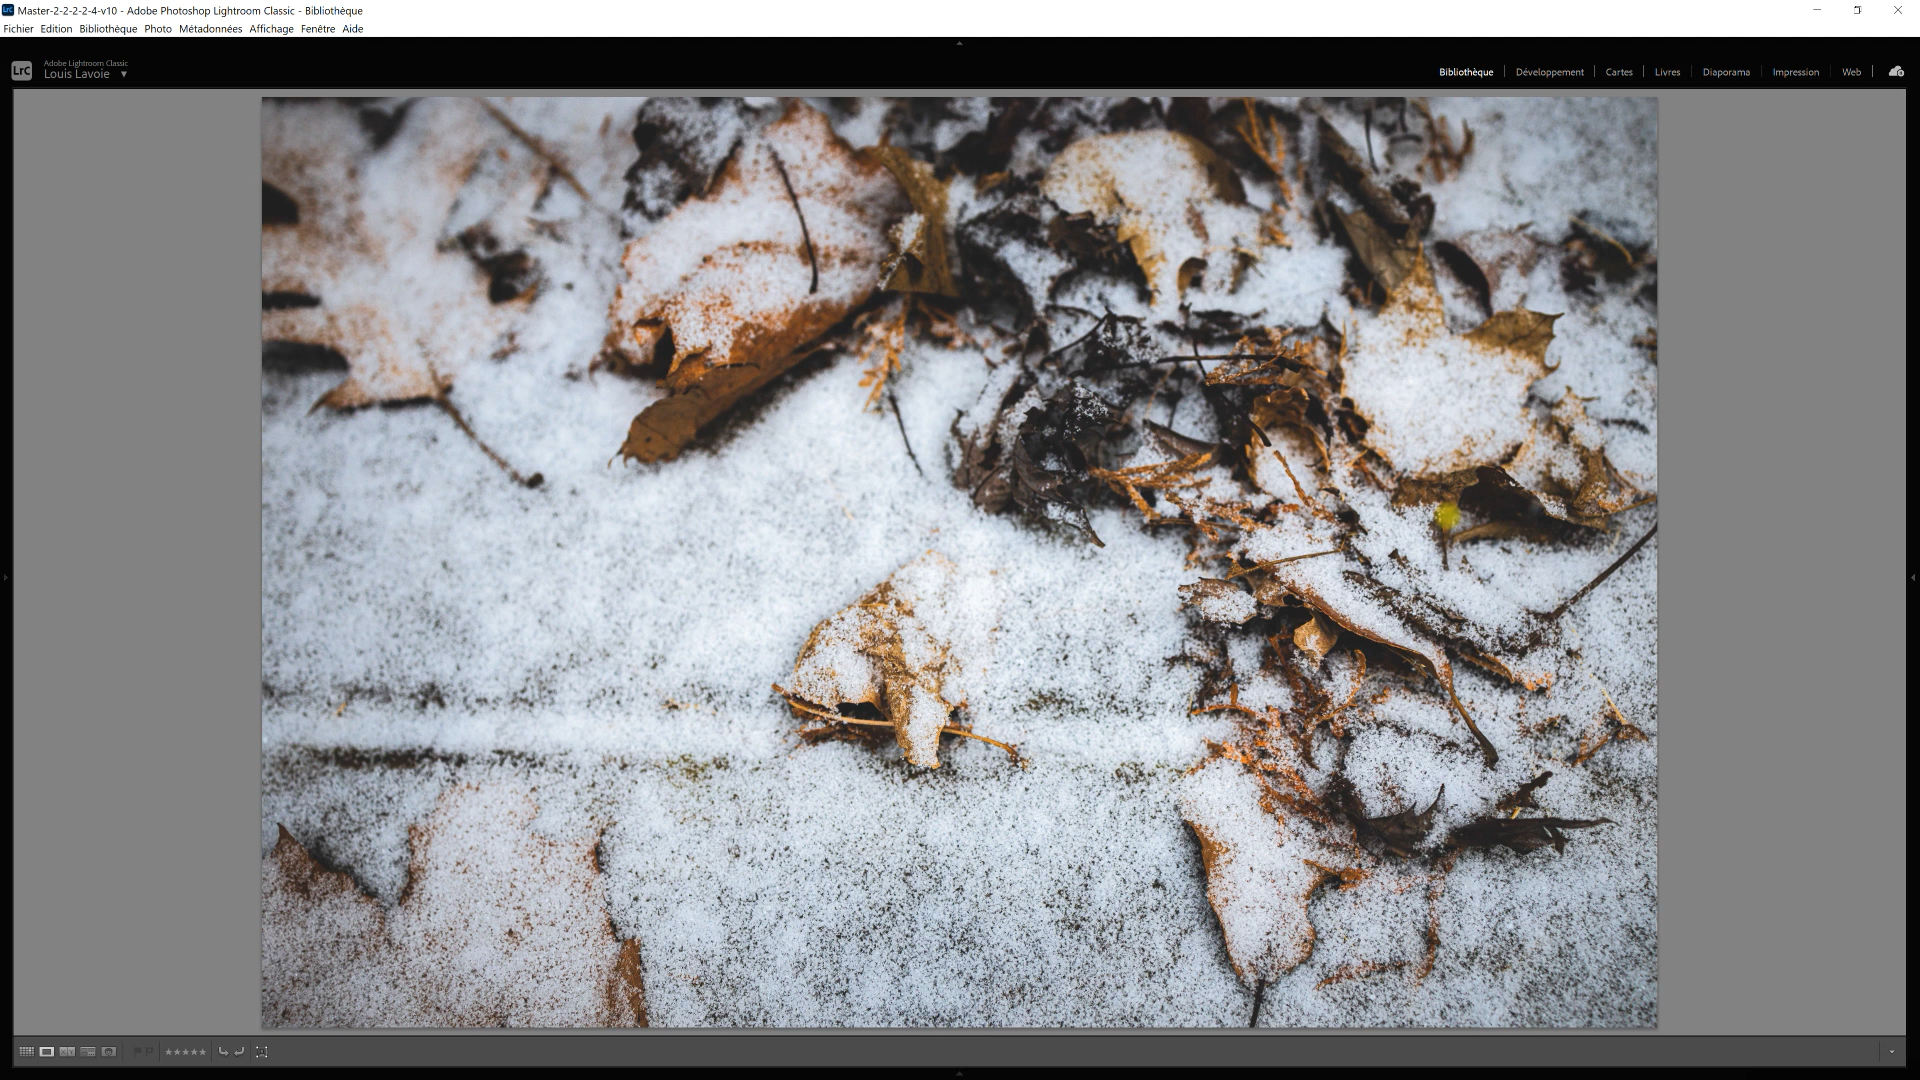 Master-2-2-2-2-4-v10 - Adobe Photoshop Lightroom Classic - Bibliothèque
Fichier Edition Bibliothèque Photo Métadonnées Affichage Fenêtre Aide
LrC
Adobe Lightroom Classic
Louis Lavoie
Bibliothèque | Développement | Cartes | Livres | Diaporama | Impression | Web |